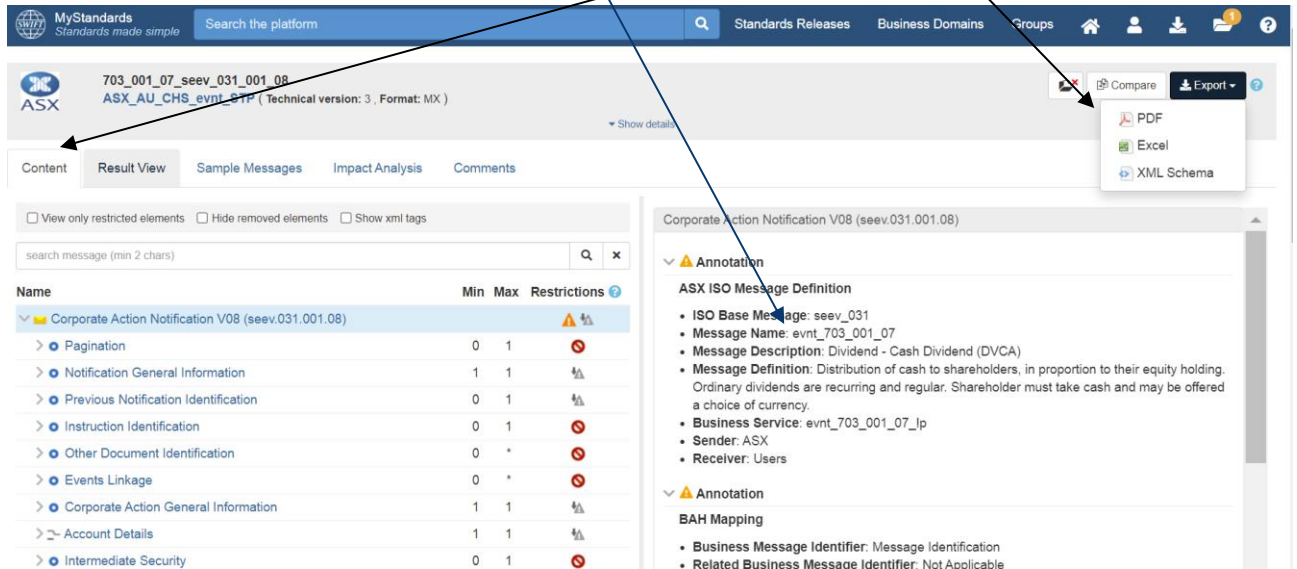 MyStandards
Standards made simple
Search the platform
Standards Releases
Business Domains
Groups
1
SWIFT
ASX
703_001_07_seev_031_001_08
ASX_AU_CHS_evnt_STP ( Technical version: 3 , Format: MX )
Show details
Compare
Export
PDF
Excel
XML Schema
Content
Result View
Sample Messages
Impact Analysis
Comments
View only restricted elements
Hide removed elements
Show xml tags
search message (min 2 chars)
Name Min Max Restrictions
Corporate Action Notification V08 (seev.031.001.08)
Pagination 0 1
Notification General Information 1 1
Previous Notification Identification 0 1
Instruction Identification 0 1
Other Document Identification 0 *
Events Linkage 0 *
Corporate Action General Information 1 1
Account Details 1 1
Intermediate Security 0 1
Corporate Action Notification V08 (seev.031.001.08)
Annotation
ASX ISO Message Definition
• ISO Base Message: seev_031
• Message Name: evnt_703_001_07
• Message Description: Dividend - Cash Dividend (DVCA)
• Message Definition: Distribution of cash to shareholders, in proportion to their equity holding.
Ordinary dividends are recurring and regular. Shareholder must take cash and may be offered
a choice of currency.
• Business Service: evnt_703_001_07_!p
• Sender: ASX
• Receiver: Users
Annotation
BAH Mapping
• Business Message Identifier: Message Identification
• Related Business Message Identifier: Not Applicable